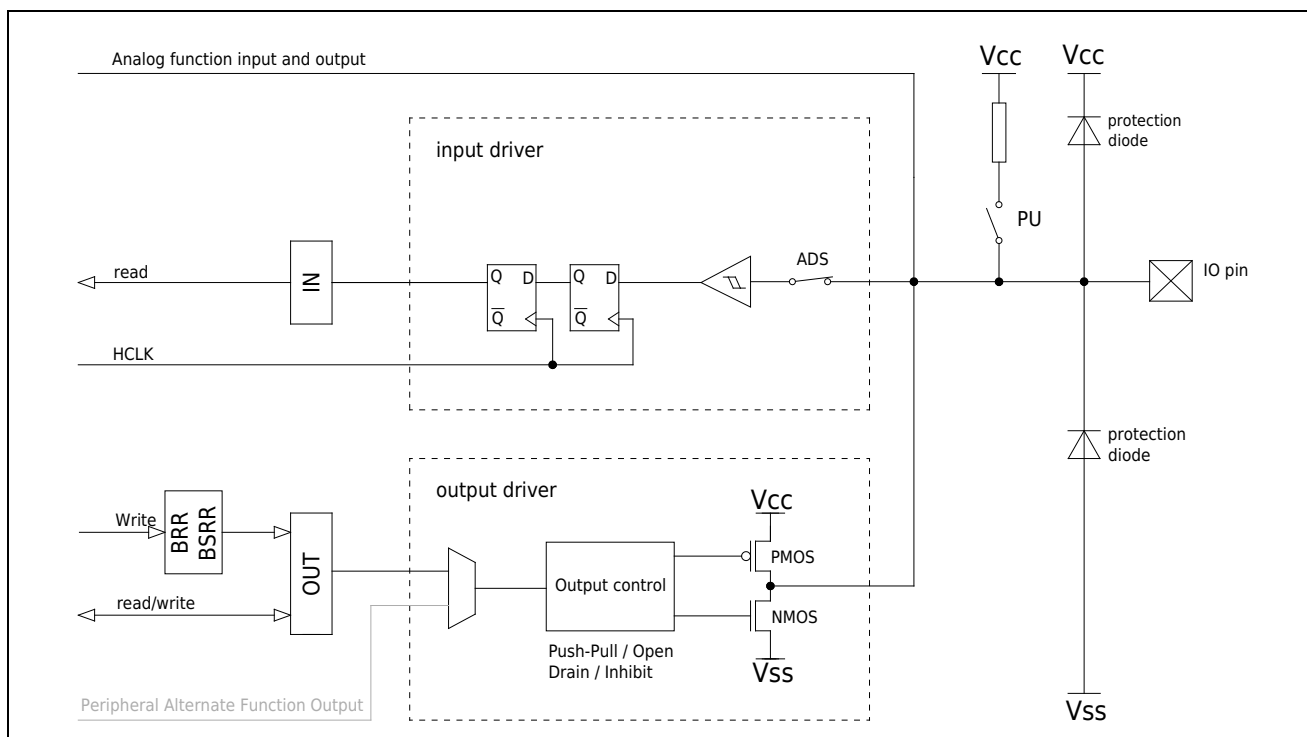 Analog function input and output
Vcc
Vcc
protection
diode
input driver
PU
ADS
IO pin
read
IN
Q D
Q
Q D
Q
HCLK
protection
diode
output driver
Write
BRR
BSRR
OUT
read/write
Output control
Vcc
PMOS
NMOS
Vss
Push-Pull / Open
Drain / Inhibit
Peripheral Alternate Function Output
Vss